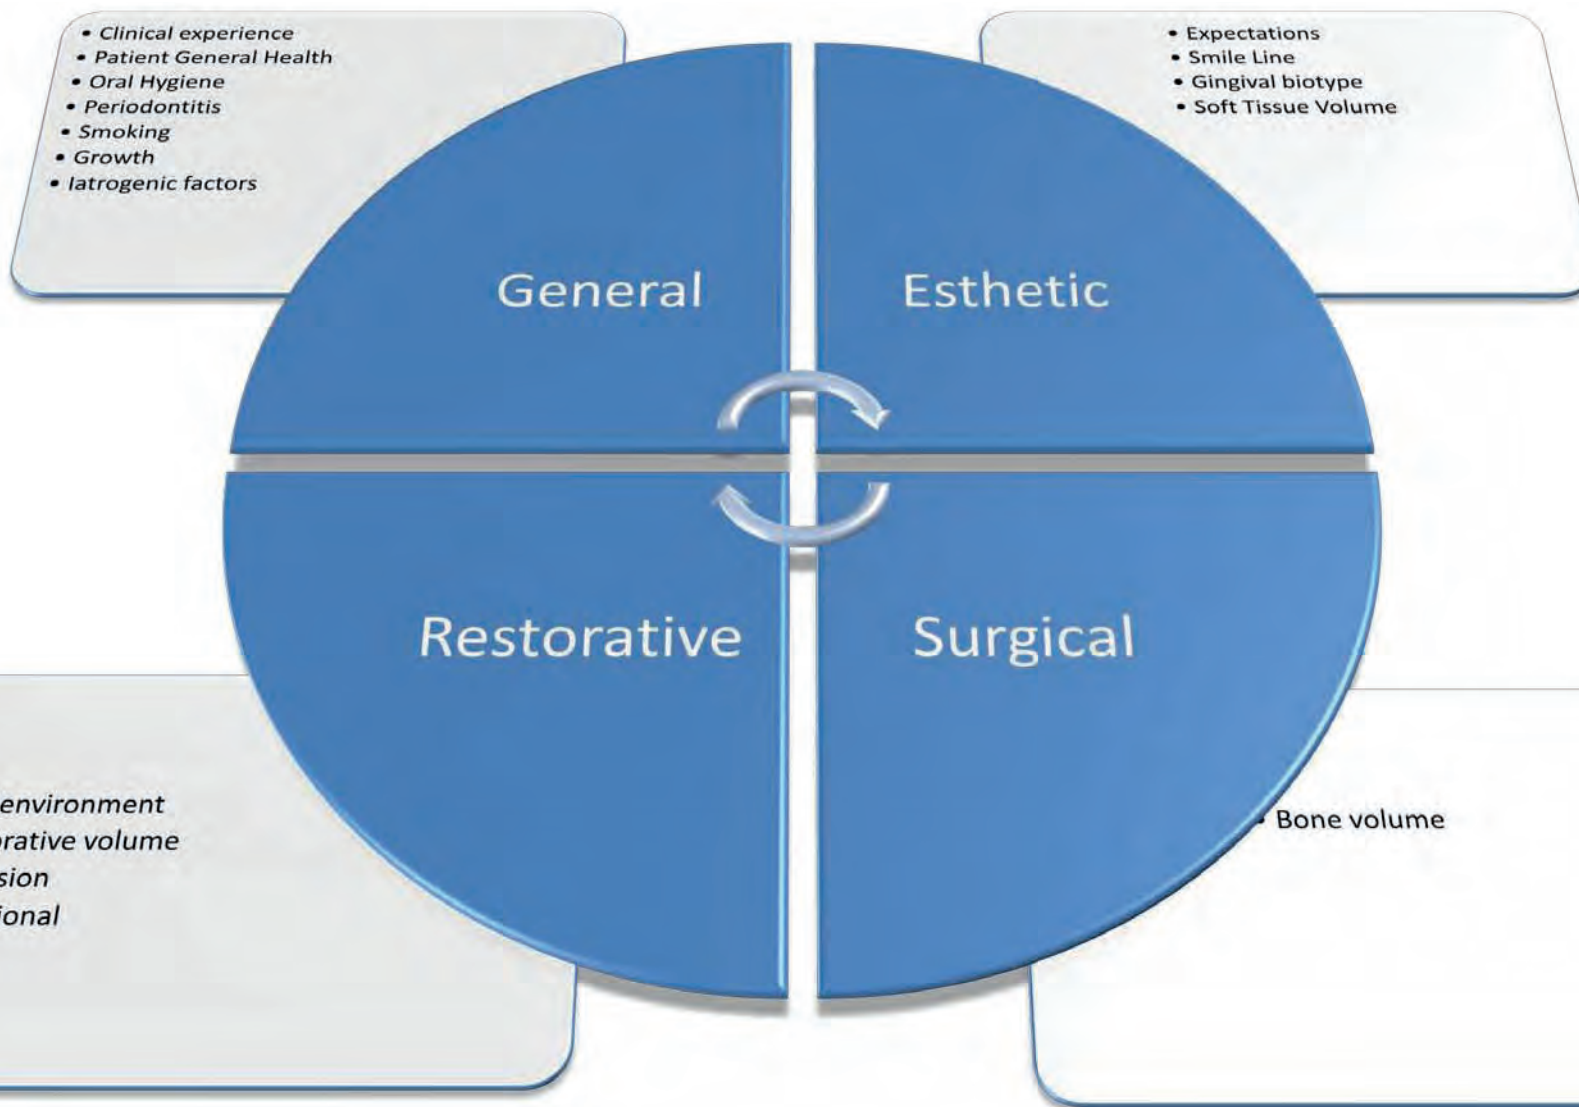 • Clinical experience
• Patient General Health
• Oral Hygiene
• Periodontitis
• Smoking
• Growth
• Iatrogenic factors
• Expectations
• Smile Line
• Gingival biotype
• Soft Tissue Volume
General
Esthetic
Restorative
Surgical
environment
orative volume
sion
ional
• Bone volume